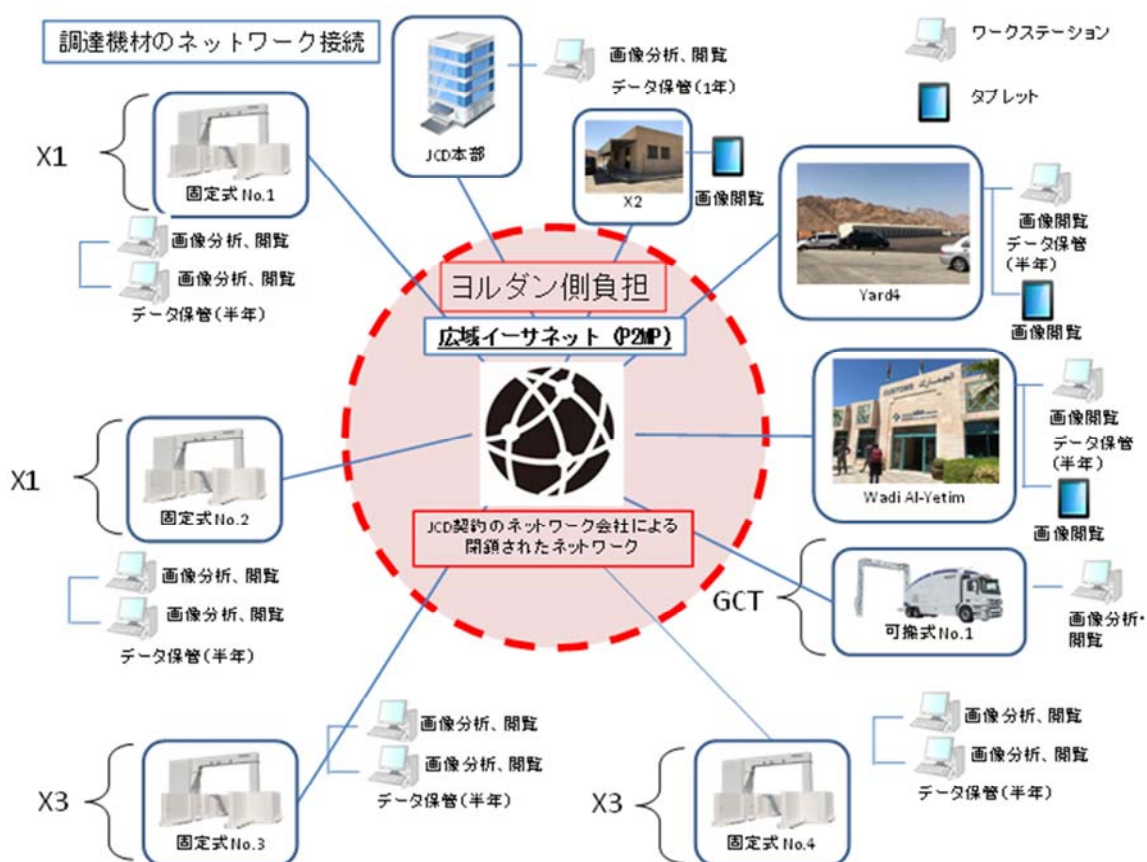 調達機材のネットワーク接続
画像分析、閲覧
データ保管(1年)
ワークステーション
タブレット
JCD本部
X1
固定式No.1
画像分析、閲覧
画像分析、閲覧
データ保管(半年)
X2
画像閲覧
Yard4
画像閲覧
データ保管
(半年)
画像閲覧
ヨルダン側負担
広域イーサネット (P2MP)
X1
固定式No.2
画像分析、閲覧
画像分析、閲覧
データ保管(半年)
CUSTOMS الجمارك
Wadi Al-Yetim
画像閲覧
データ保管
(半年)
画像閲覧
JCD契約のネットワーク会社による
閉鎖されたネットワーク
GCT
可搬式No.1
画像分析・
閲覧
X3
固定式No.3
画像分析、閲覧
画像分析、閲覧
データ保管(半年)
X3
固定式No.4
画像分析、閲覧
画像分析、閲覧
データ保管(半年)